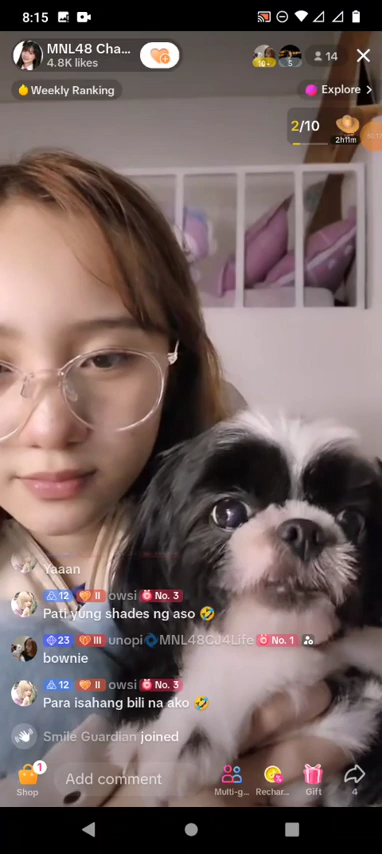 8:15
MNL48 Cha...
4.8K likes
10+
5
14
Weekly Ranking
Explore
2/10
2h11m
Yaaan
12 II owsi No. 3
Pati yung shades ng aso 🤣
23 III unopi💠MNL48CJ4Life No. 1
bownie
12 II owsi No. 3
Para isahang bili na ako 🤣
Smile Guardian joined
1
Shop
Add comment
Multi-g...
Rechar...
Gift
4